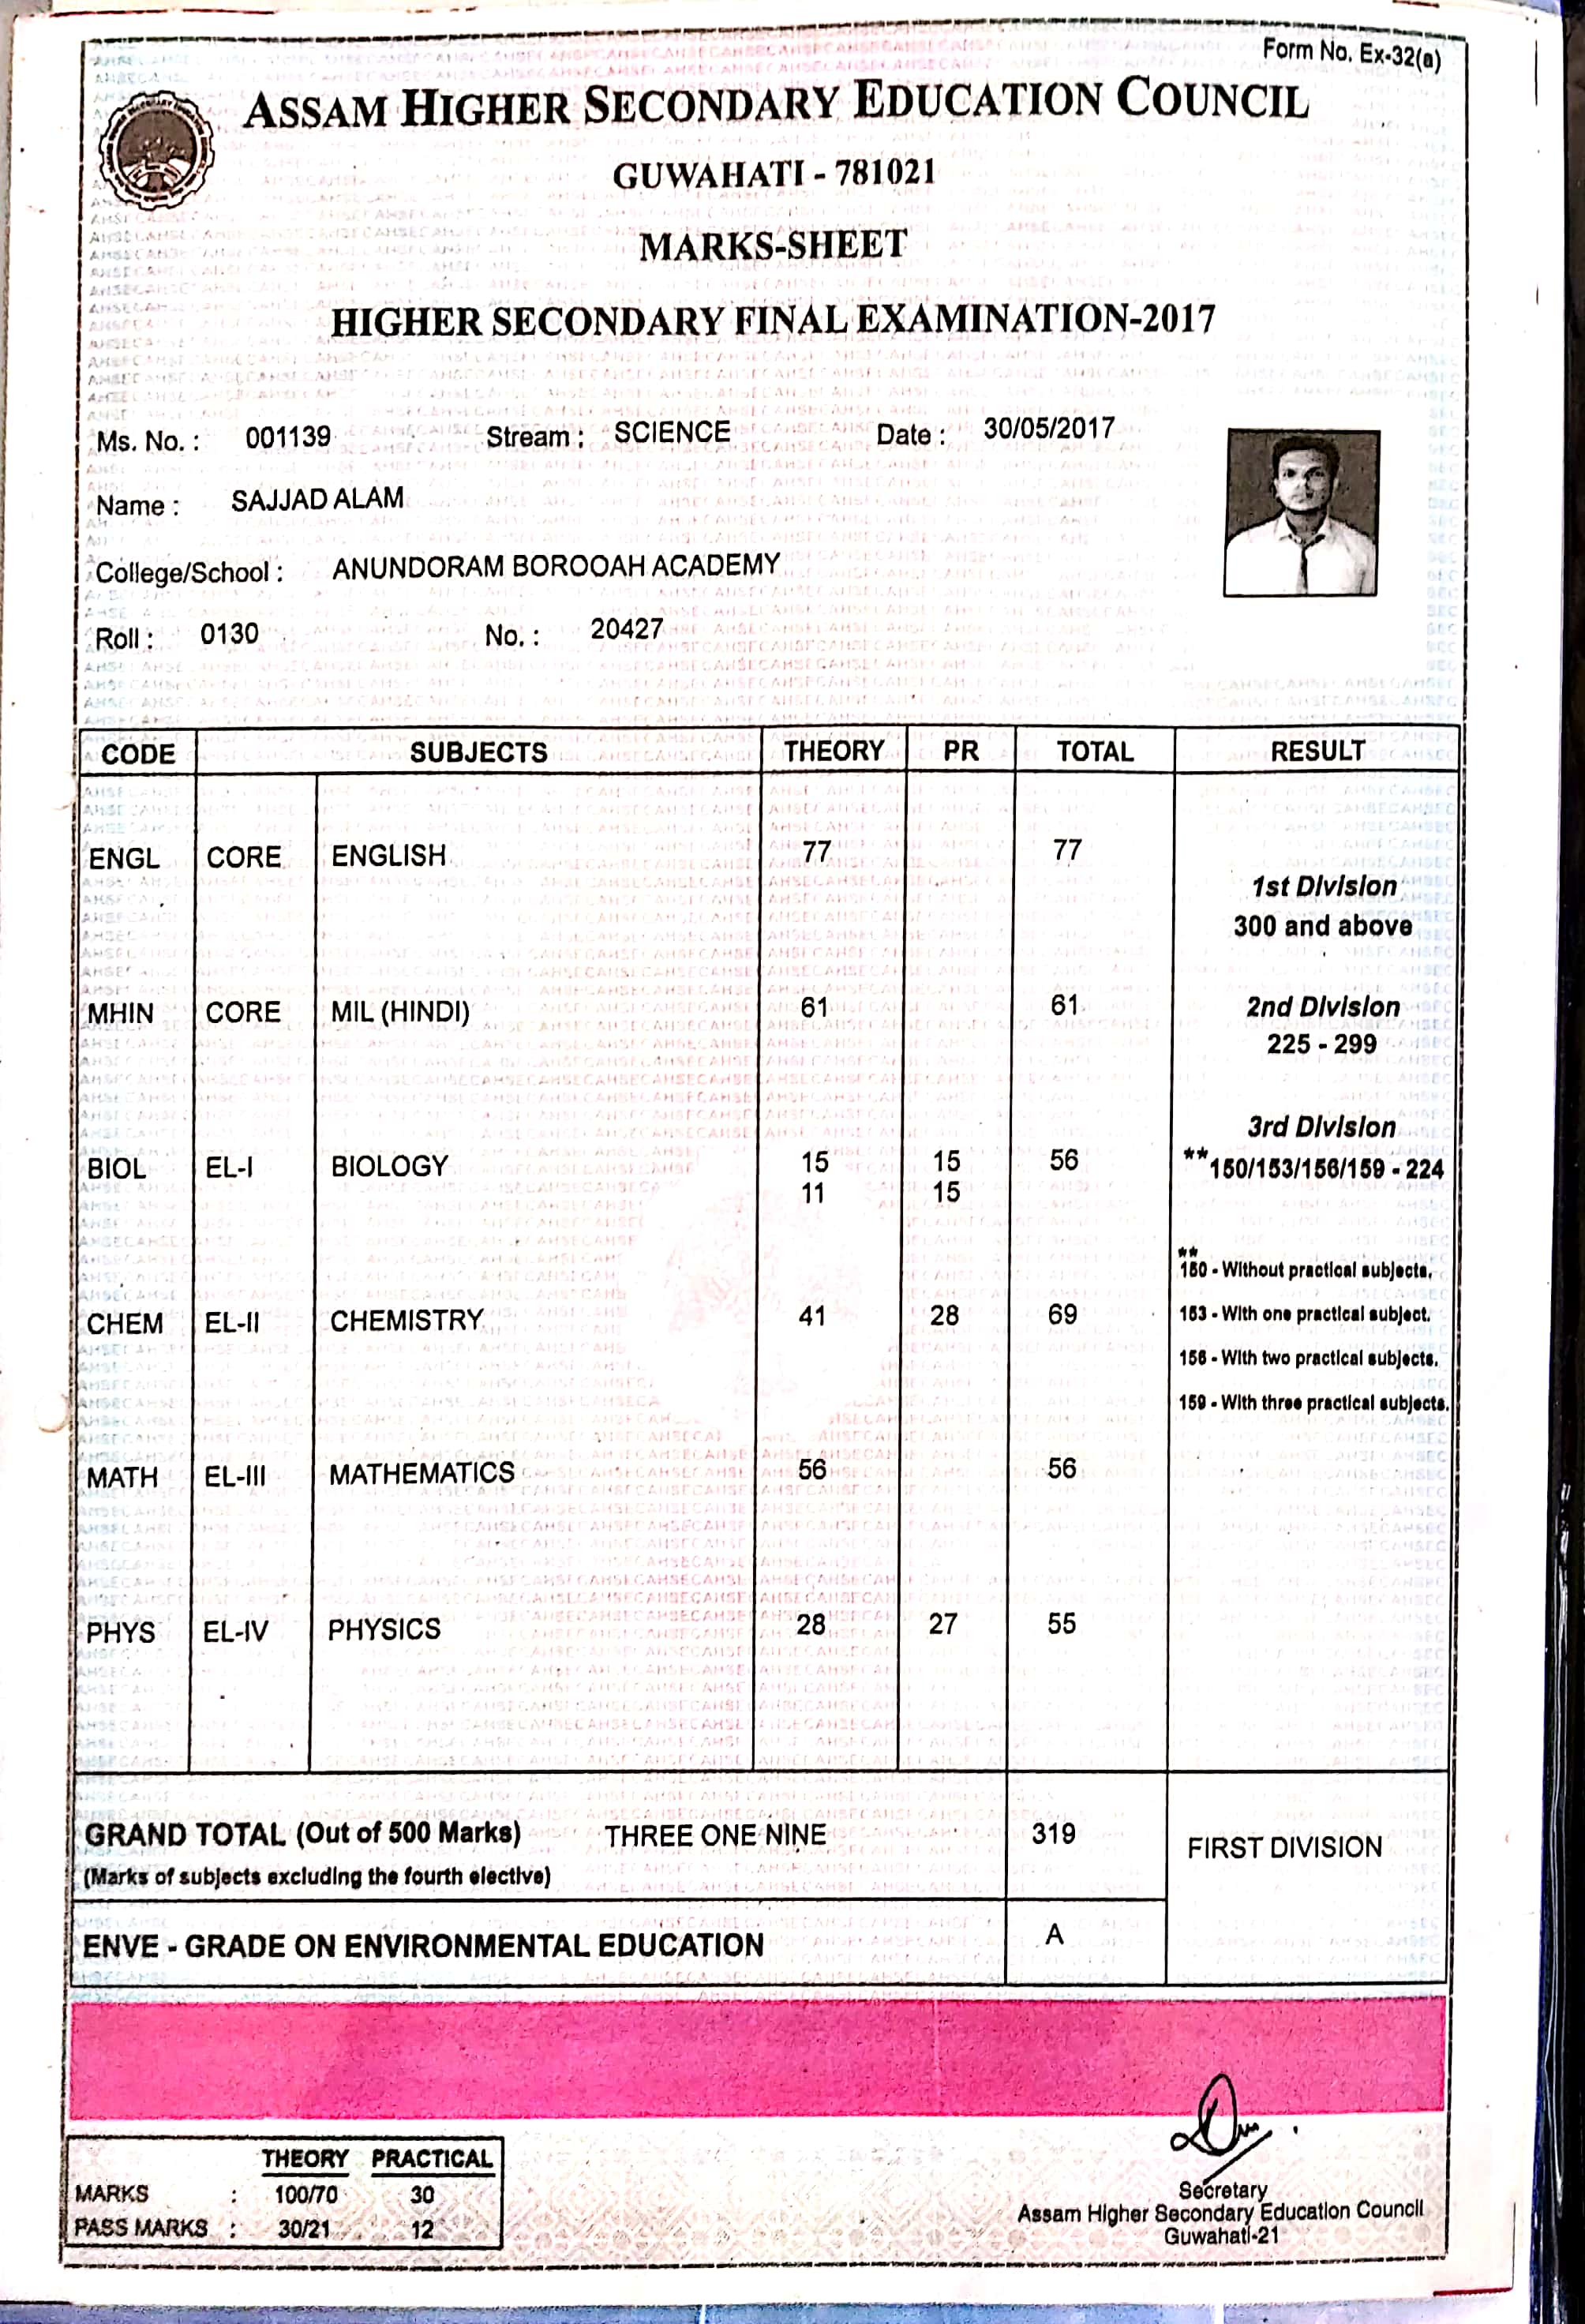 Form No. Ex-32(a)
ASSAM HIGHER SECONDARY EDUCATION COUNCIL
GUWAHATI - 781021
MARKS-SHEET
HIGHER SECONDARY FINAL EXAMINATION-2017
Ms. No. : 001139 Stream : SCIENCE Date : 30/05/2017
Name : SAJJAD ALAM
College/School : ANUNDORAM BOROOAH ACADEMY
Roll : 0130 No. : 20427
CODE SUBJECTS THEORY PR TOTAL RESULT
ENGL CORE ENGLISH 77 77
1st Division
300 and above
MHIN CORE MIL (HINDI) 61 61
2nd Division
225 - 299
3rd Division
BIOL EL-I BIOLOGY 15 15 56 **150/153/156/159 - 224
11 15
**
150 - Without practical subjects.
CHEM EL-II CHEMISTRY 41 28 69 153 - With one practical subject.
156 - With two practical subjects.
159 - With three practical subjects.
MATH EL-III MATHEMATICS 56 56
PHYS EL-IV PHYSICS 28 27 55
GRAND TOTAL (Out of 500 Marks) THREE ONE NINE 319 FIRST DIVISION
(Marks of subjects excluding the fourth elective)
ENVE - GRADE ON ENVIRONMENTAL EDUCATION A
THEORY PRACTICAL
MARKS : 100/70 30
PASS MARKS : 30/21 12
Secretary
Assam Higher Secondary Education Council
Guwahati-21